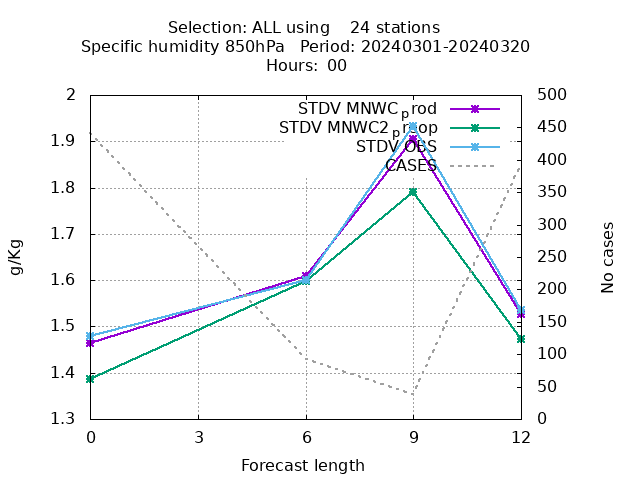 Selection: ALL using    24 stations
Specific humidity 850hPa   Period: 20240301-20240320
Hours:  00
STDV MNWC_prod
STDV MNWC2_preop
STDV OBS
CASES
2
1.9
1.8
1.7
1.6
1.5
1.4
1.3
500
450
400
350
300
250
200
150
100
50
0
g/Kg
No cases
0 3 6 9 12
Forecast length